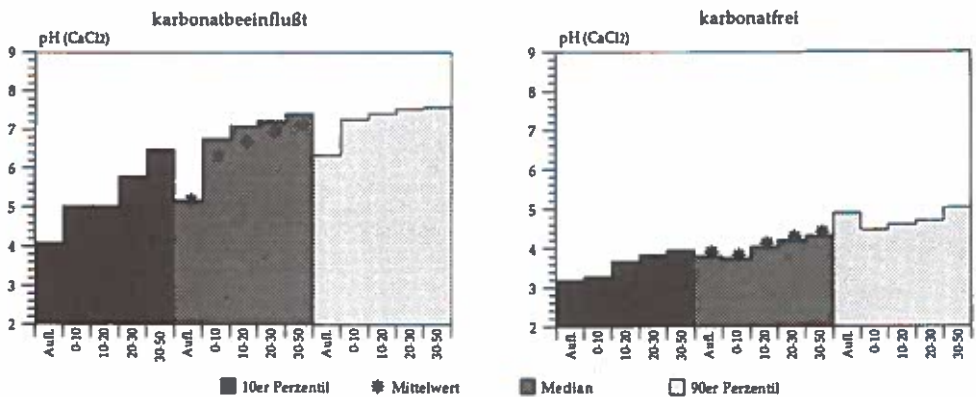 karbonatbeeinflußt
pH (CaCl2)
9
8
7
6
5
4
3
2
Aufl.
0-10
10-20
20-30
30-50
Aufl.
0-10
10-20
20-30
30-50
Aufl.
0-10
10-20
20-30
30-50
karbonatfrei
pH (CaCl2)
9
8
7
6
5
4
3
2
Aufl.
0-10
10-20
20-30
30-50
Aufl.
0-10
10-20
20-30
30-50
Aufl.
0-10
10-20
20-30
30-50
10er Perzentil
Mittelwert
Median
90er Perzentil